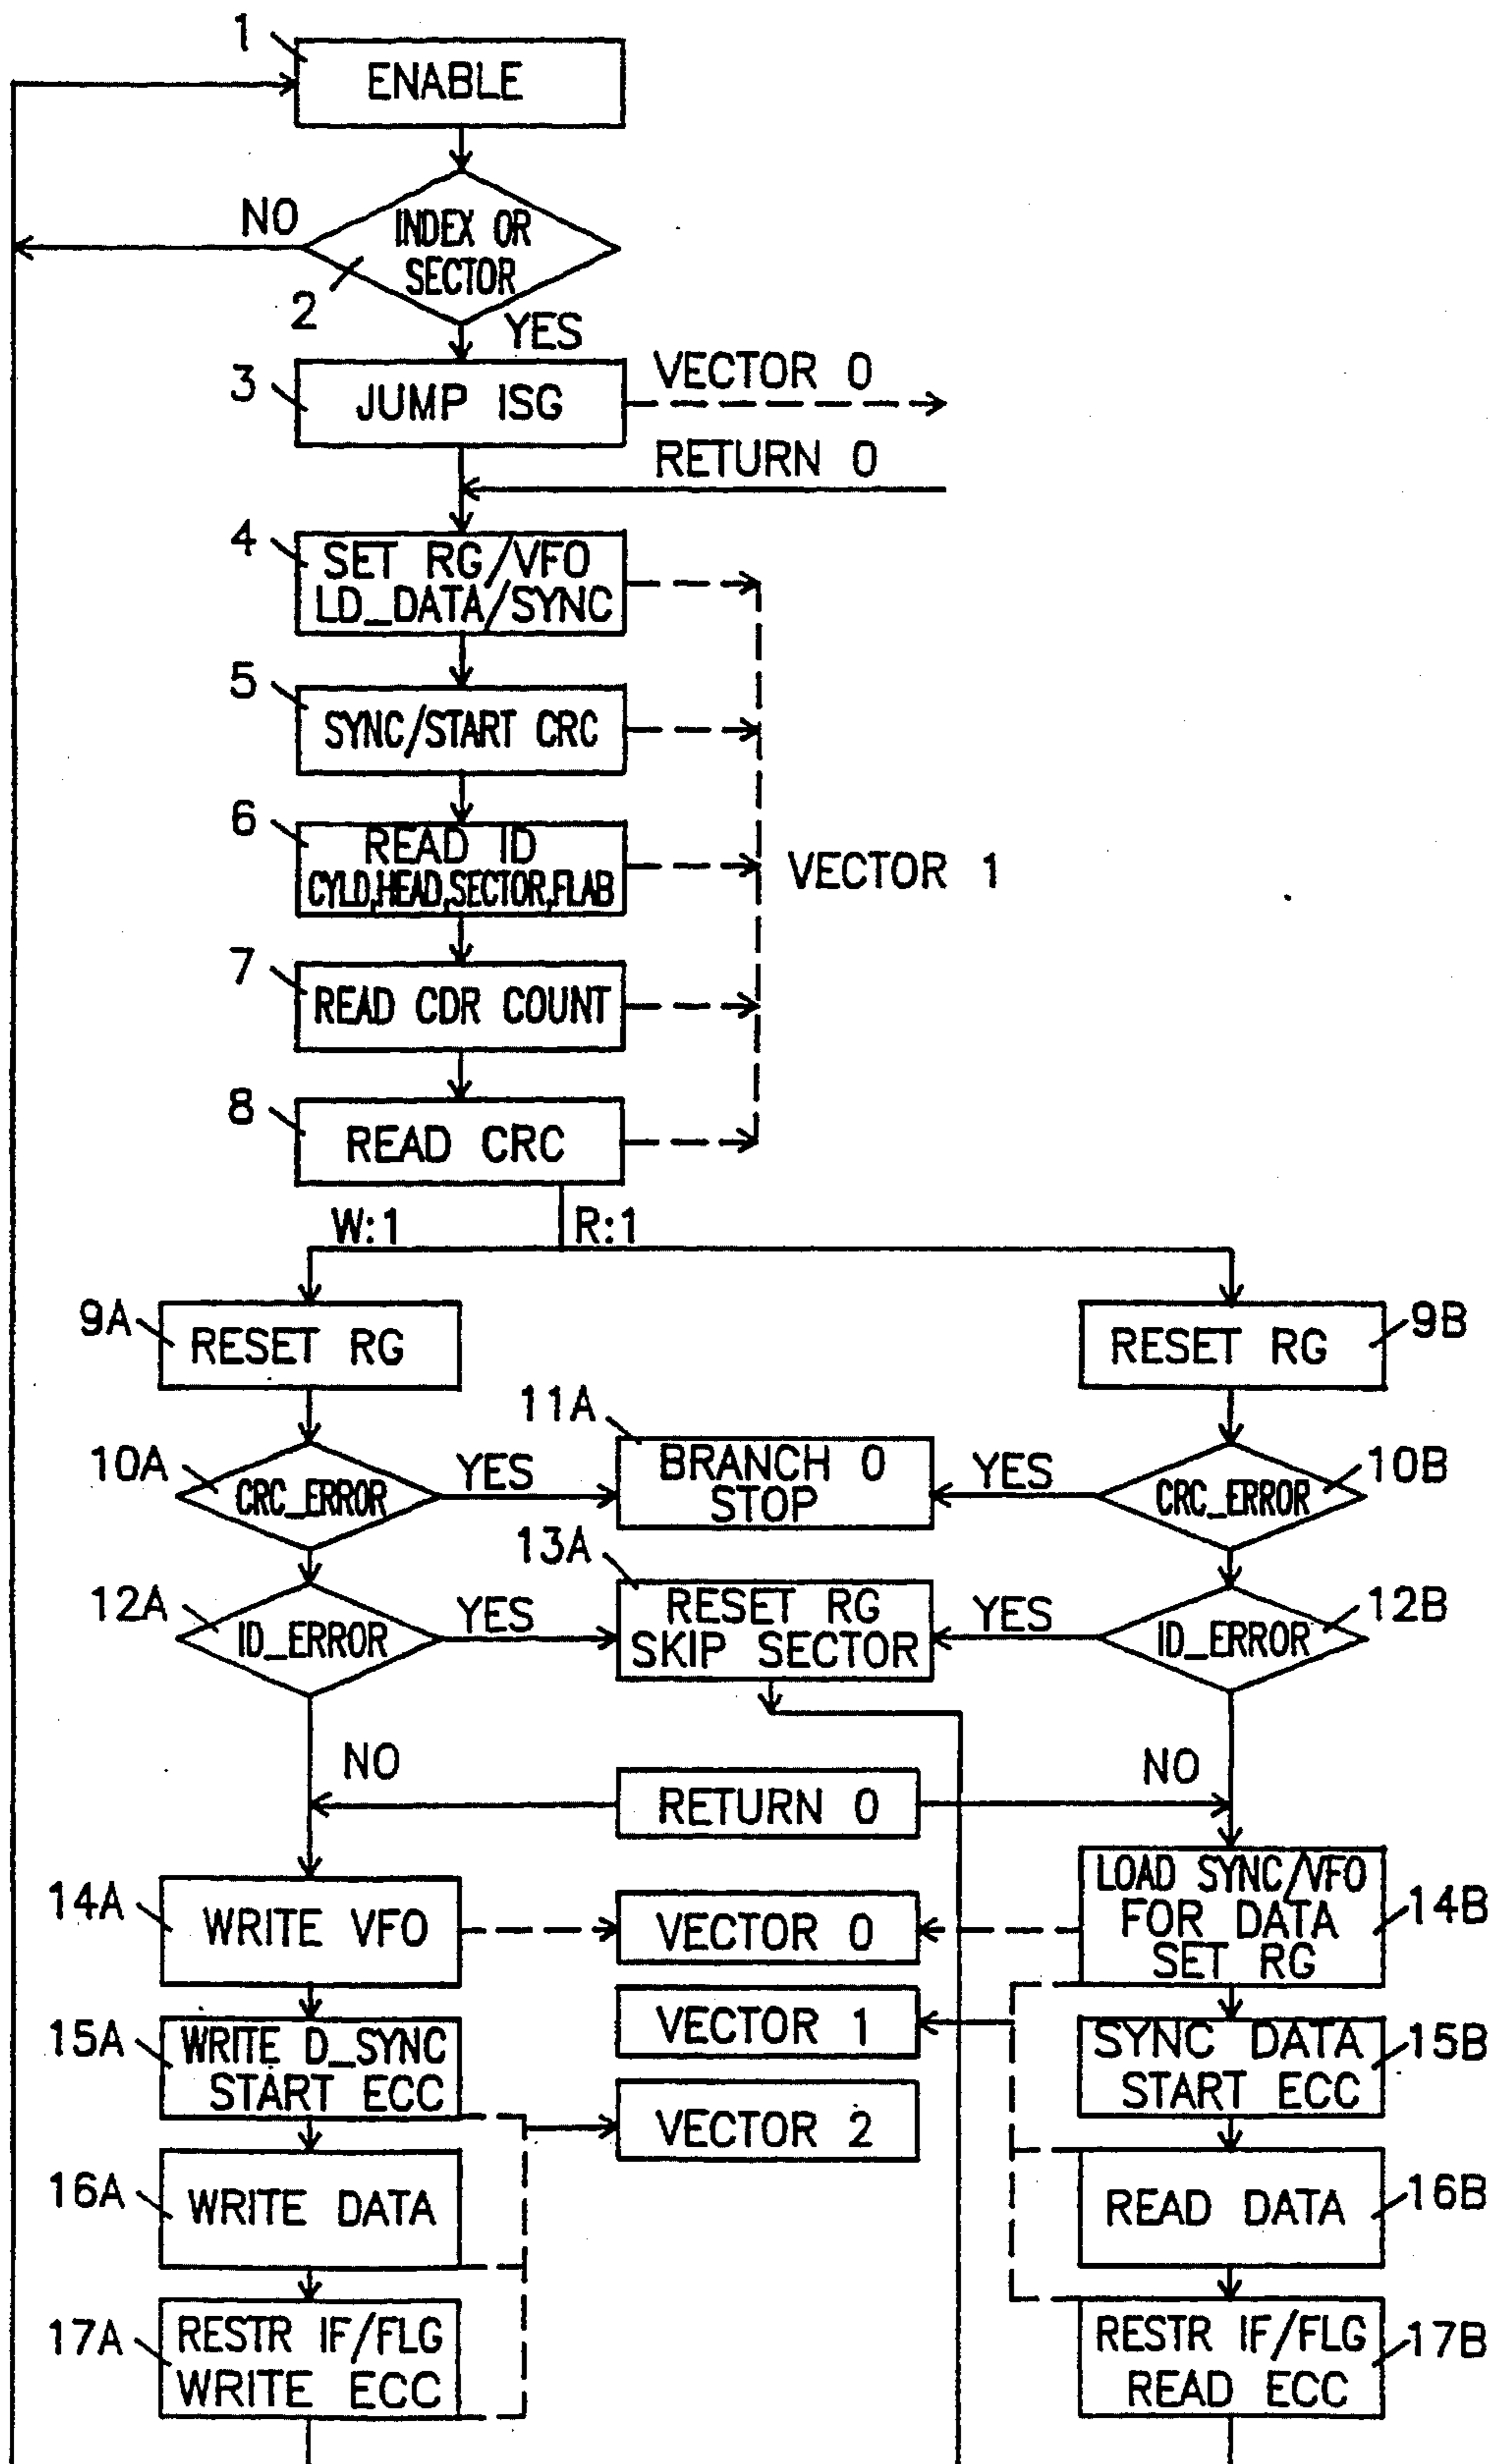 1
ENABLE
NO
INDEX OR
SECTOR
2
YES
3
JUMP ISG
VECTOR 0
RETURN 0
4
SET RG/VFO
LD_DATA/SYNC
5
SYNC/START CRC
6
READ ID
CYLD,HEAD,SECTOR,FLAB
VECTOR 1
7
READ CDR COUNT
8
READ CRC
W:1
R:1
9A
RESET RG
RESET RG
9B
11A
10A
CRC_ERROR
YES
BRANCH 0
STOP
YES
CRC_ERROR
10B
13A
12A
ID_ERROR
YES
RESET RG
SKIP SECTOR
YES
ID_ERROR
12B
NO
NO
RETURN 0
14A
WRITE VFO
VECTOR 0
LOAD SYNC/VFO
FOR DATA
SET RG
14B
VECTOR 1
15A
WRITE D_SYNC
START ECC
SYNC DATA
START ECC
15B
VECTOR 2
16A
WRITE DATA
READ DATA
16B
17A
RESTR IF/FLG
WRITE ECC
RESTR IF/FLG
READ ECC
17B